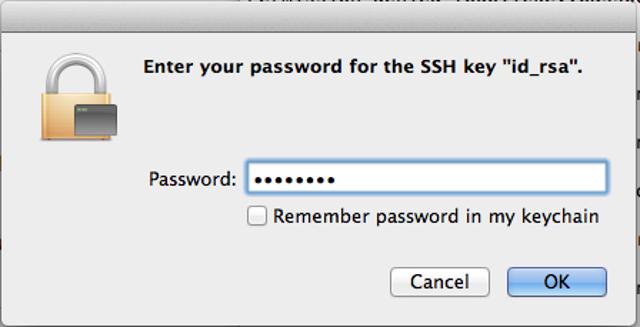 Enter your password for the SSH key "id_rsa".
Password: ••••••••
Remember password in my keychain
Cancel OK